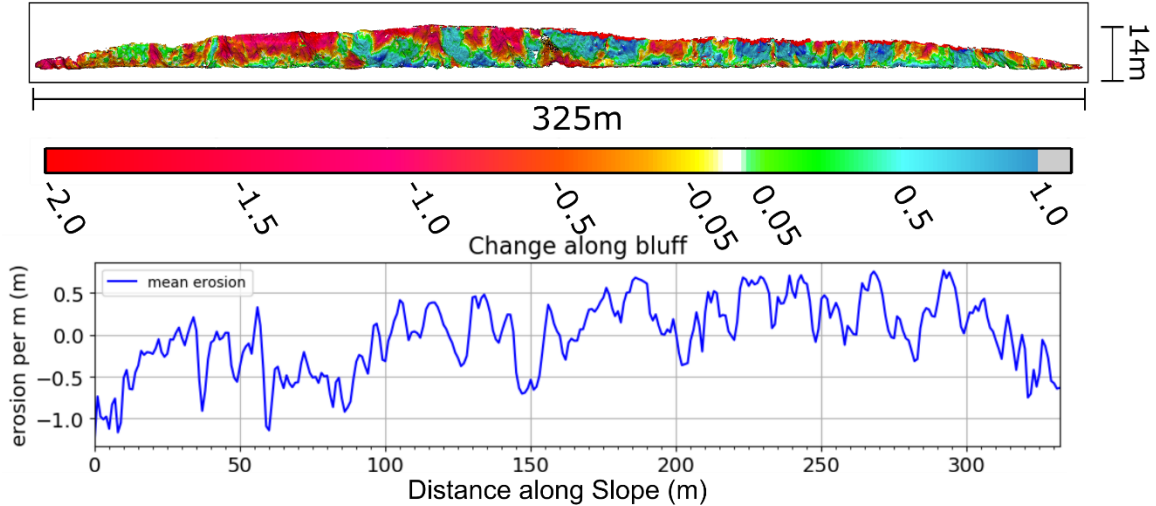 14m
325m
-2.0 -1.5 -1.0 -0.5 -0.05 0.05 0.5 1.0
Change along bluff
erosion per m (m)
mean erosion
0.5
0.0
−0.5
−1.0
0 50 100 150 200 250 300
Distance along Slope (m)